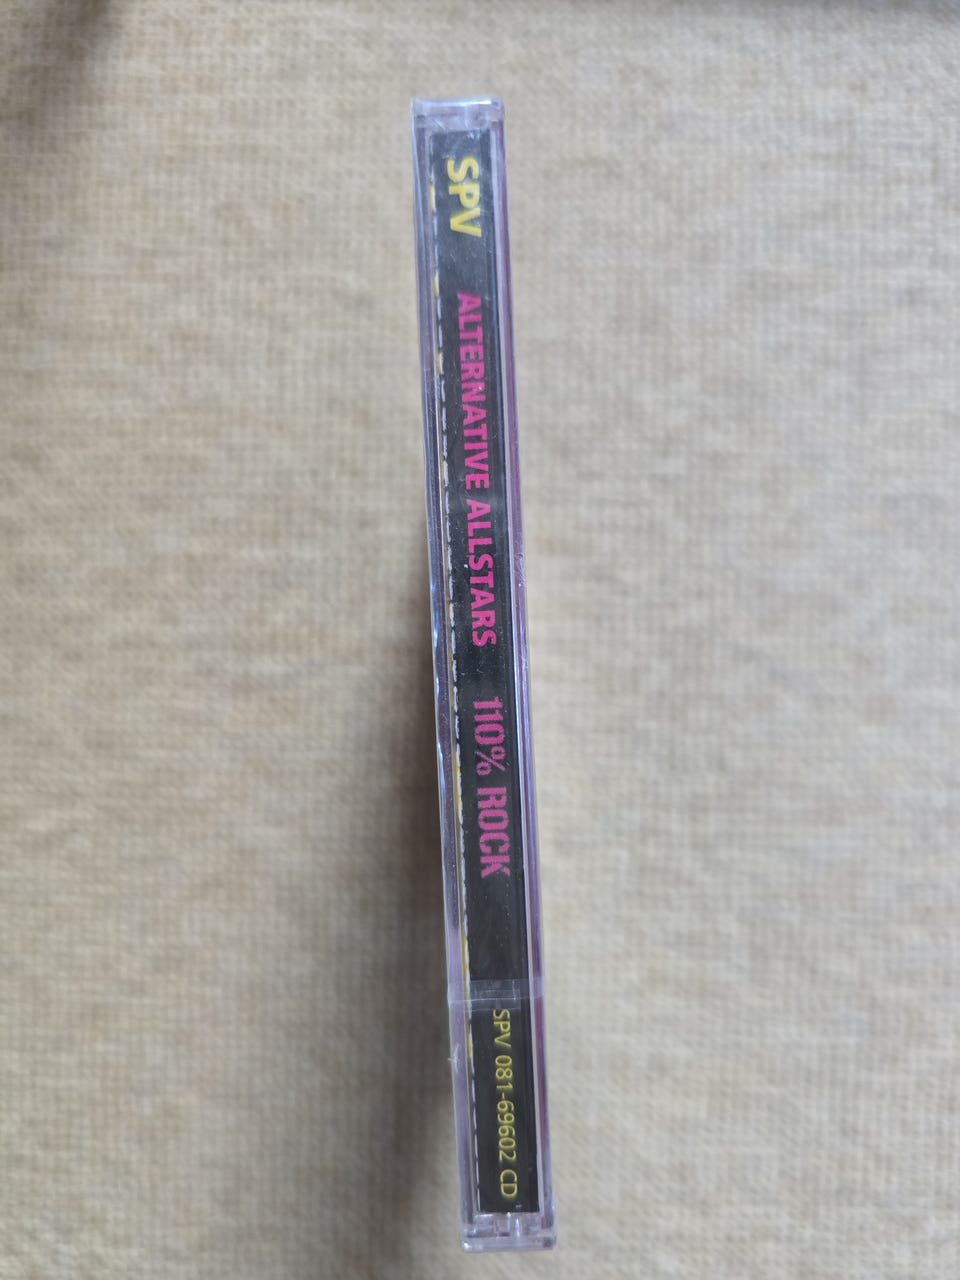 SPV
ALTERNATIVE ALLSTARS
110% ROCK
SPV 081-69602 CD